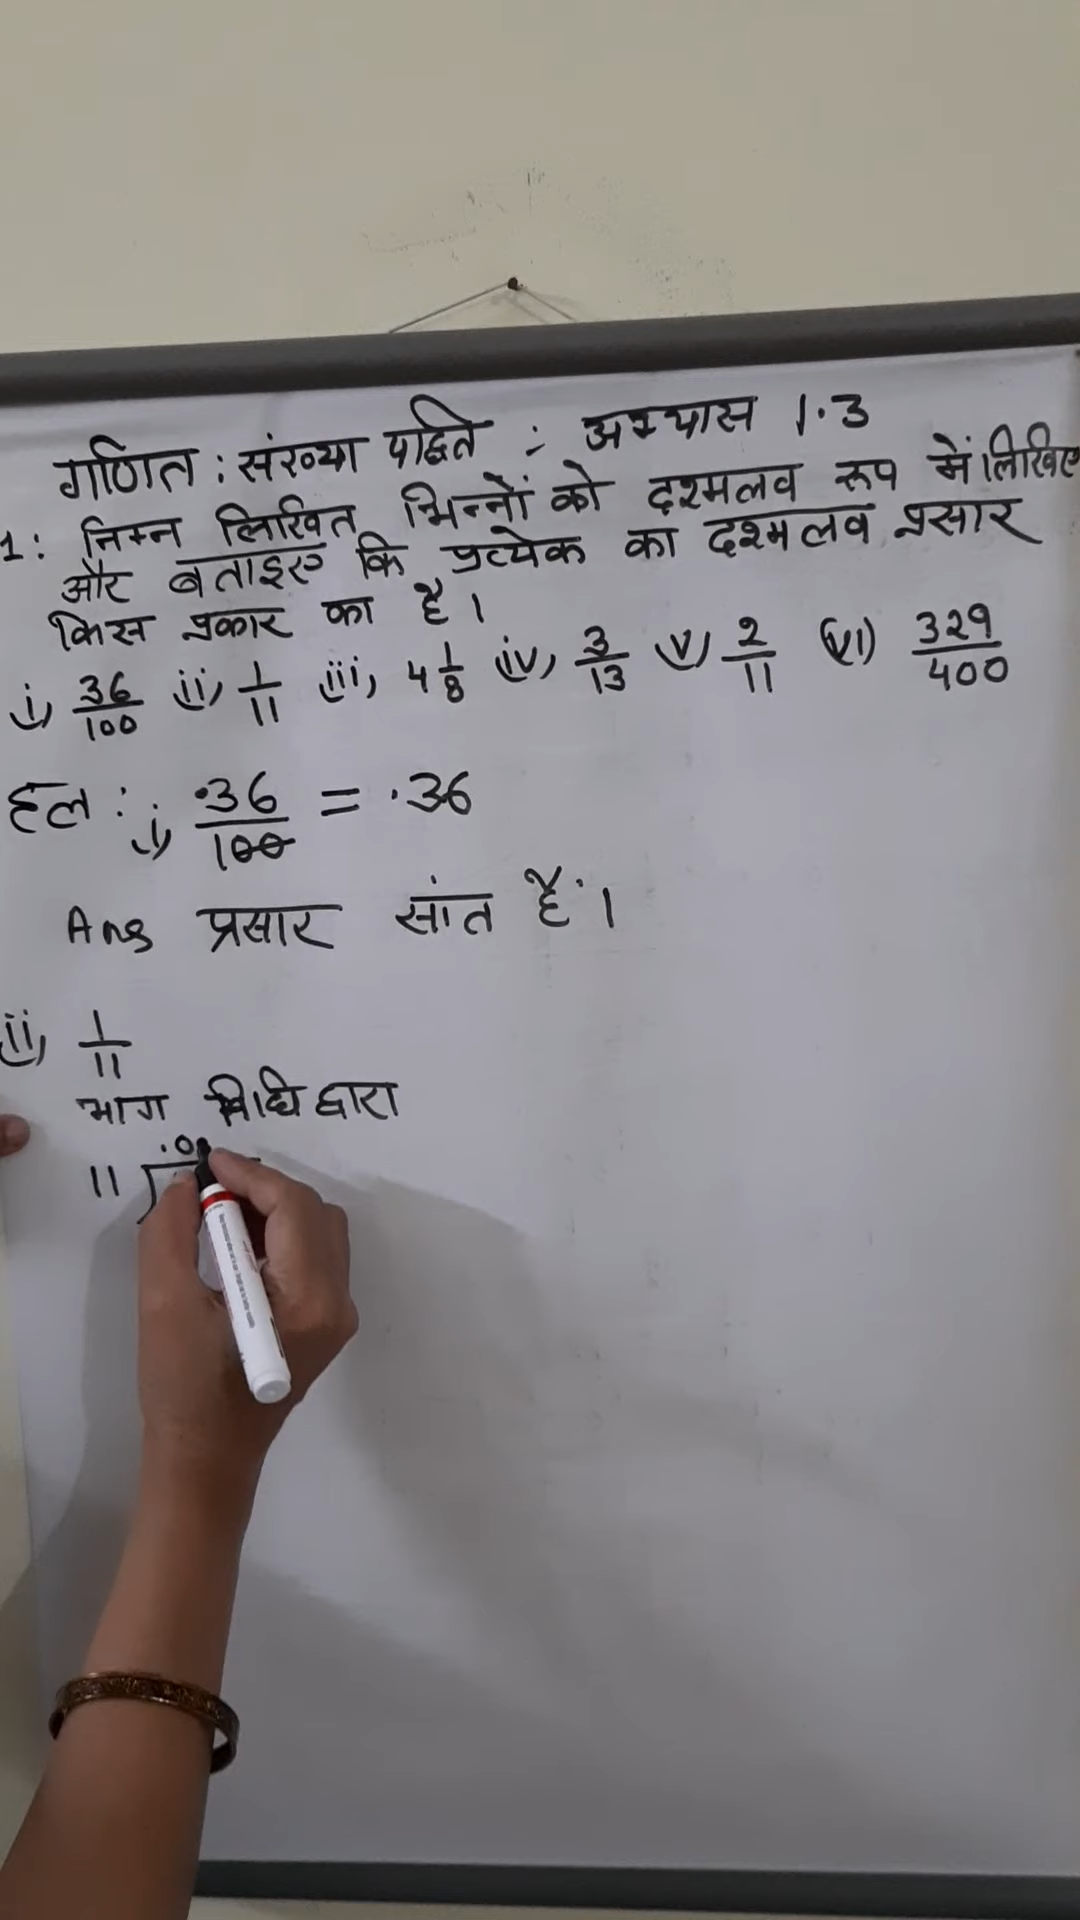 गणित : संख्या पद्धति :- अभ्यास 1.3
1: निम्न लिखित भिन्नों को दशमलव रूप में लिखिए
और बताइए कि प्रत्येक का दशमलव प्रसार
किस प्रकार का है।
i) 36/100 ii) 1/11 iii) 4 1/8 iv) 3/13 v) 2/11 (vi) 329/400
हल : i) .36/100 = .36
Ans प्रसार सांत है।
ii) 1/11
भाग विधि द्वारा
.0
11